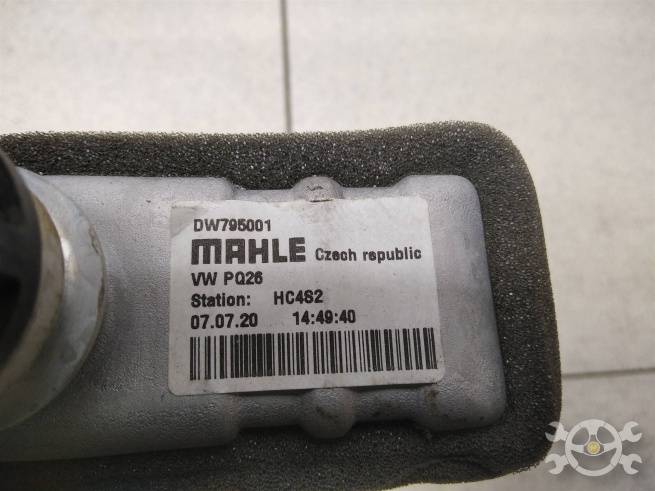 DW795001
MAHLE Czech republic
VW PQ26
Station: HC4S2
07.07.20 14:49:40